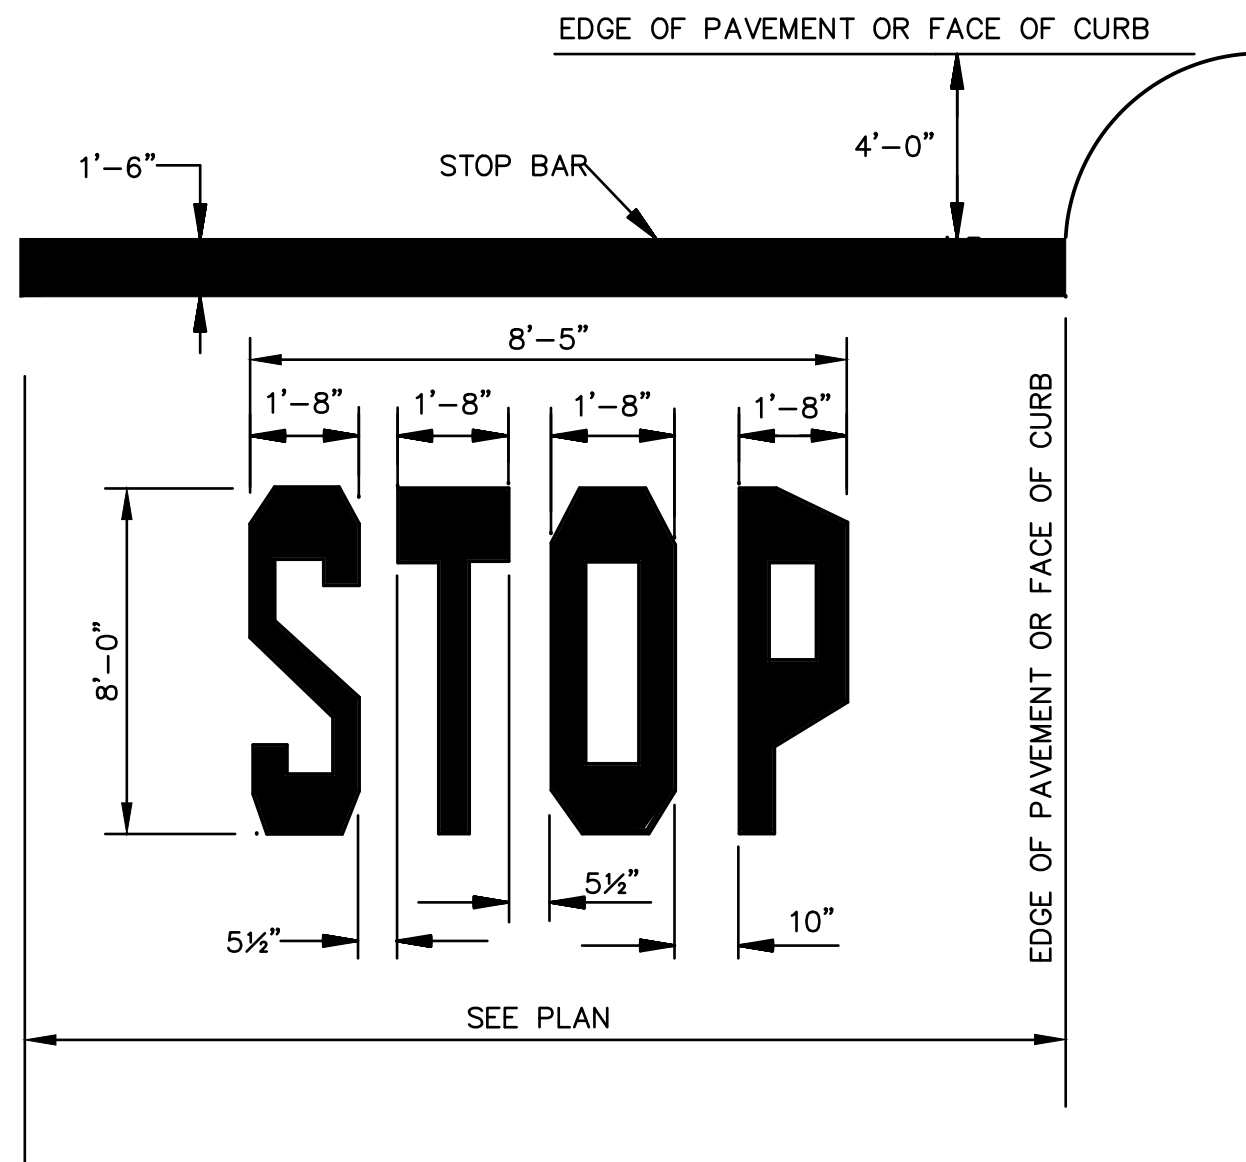 EDGE OF PAVEMENT OR FACE OF CURB
4'-0"
1'-6"
STOP BAR
8'-5"
1'-8"
1'-8"
1'-8"
1'-8"
EDGE OF PAVEMENT OR FACE OF CURB
8'-0"
STOP
5½"
10"
5½"
SEE PLAN